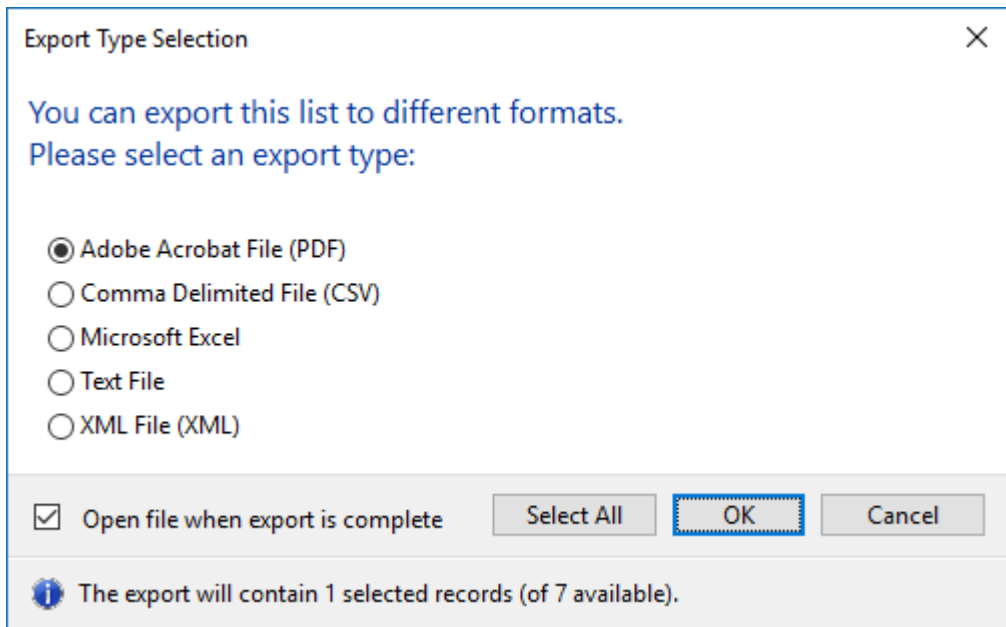 Export Type Selection
You can export this list to different formats.
Please select an export type:
Adobe Acrobat File (PDF)
Comma Delimited File (CSV)
Microsoft Excel
Text File
XML File (XML)
Open file when export is complete
Select All
OK
Cancel
The export will contain 1 selected records (of 7 available).